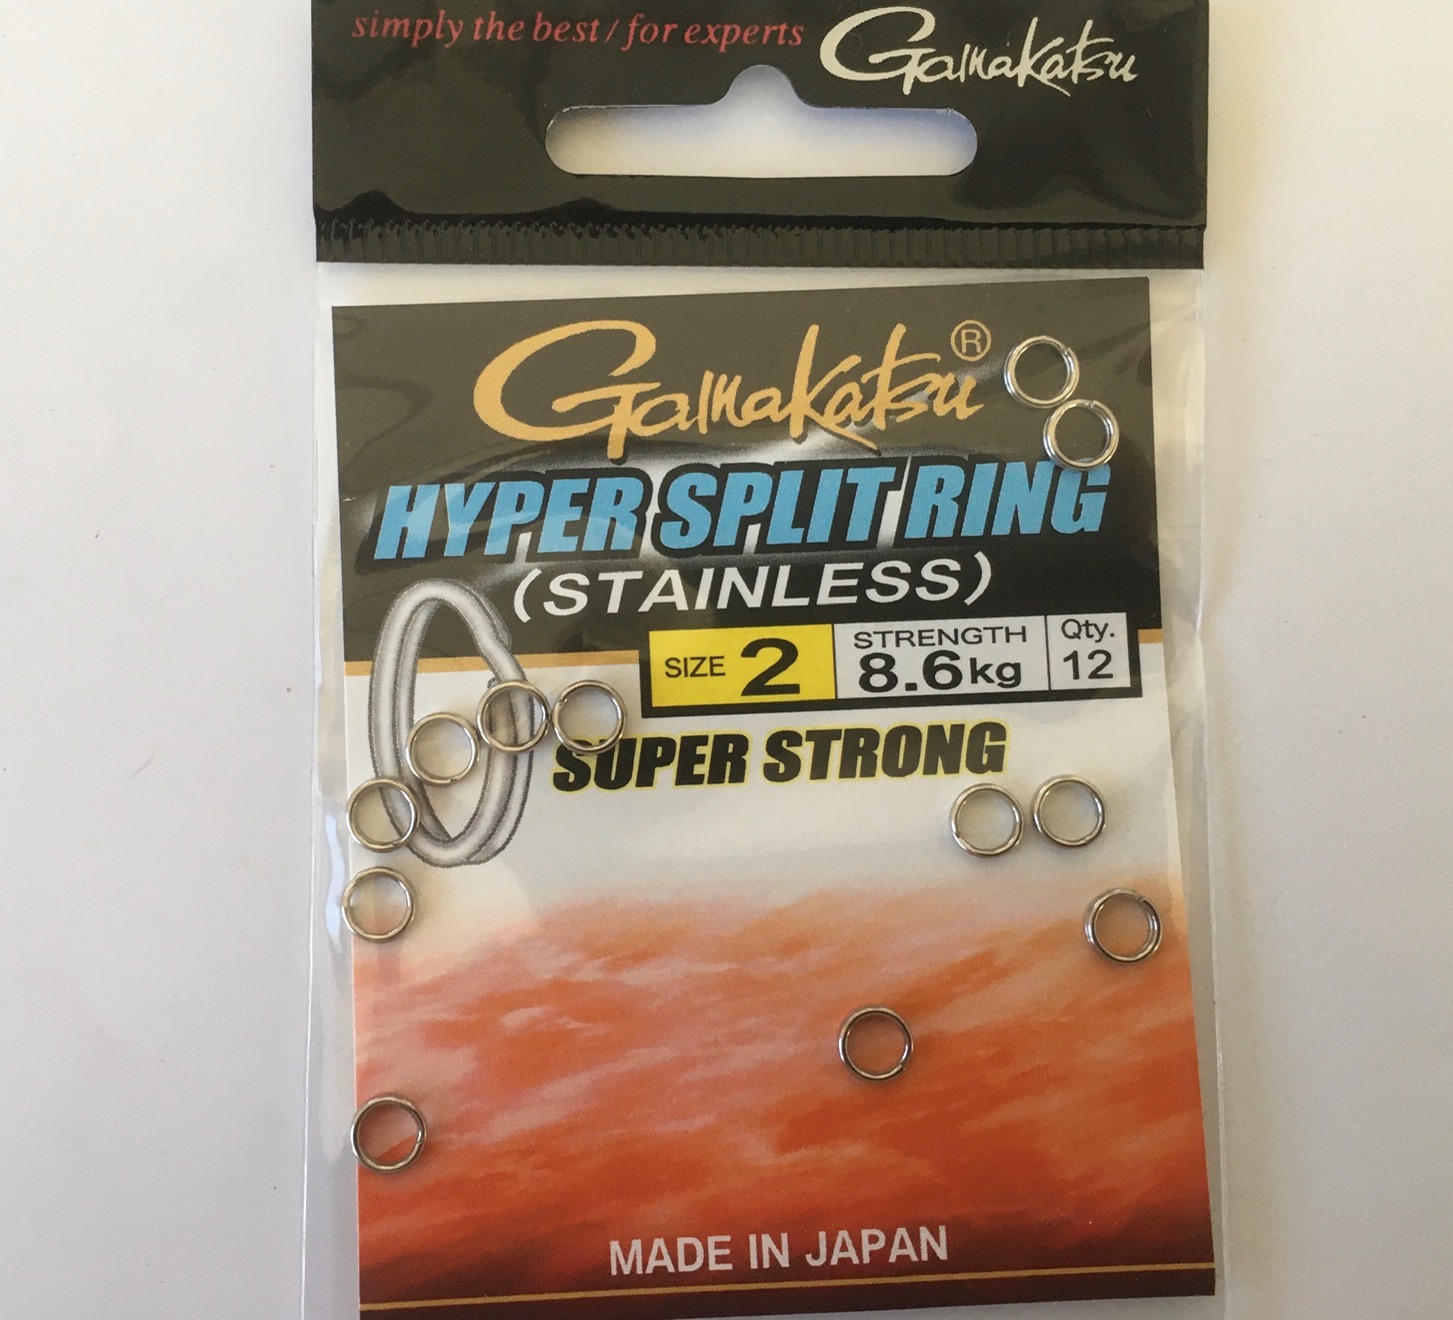 simply the best / for experts Gamakatsu
Gamakatsu®
HYPER SPLIT RING
(STAINLESS)
SIZE 2 STRENGTH 8.6kg Qty. 12
SUPER STRONG
MADE IN JAPAN